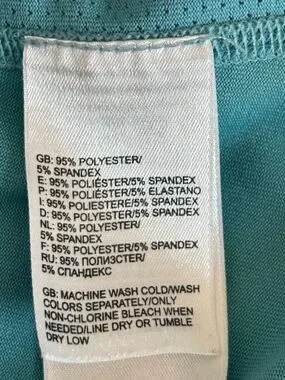 GB: 95% POLYESTER/
5% SPANDEX
E: 95% POLIÉSTER/5% SPANDEX
P: 95% POLIÉSTER/5% ELASTANO
I: 95% POLIESTERE/5% SPANDEX
D: 95% POLYESTER/5% SPANDEX
NL: 95% POLYESTER/
5% SPANDEX
F: 95% POLYESTER/5% SPANDEX
RU: 95% ПОЛИЭСТЕР/
5% СПАНДЕКС
GB: MACHINE WASH COLD/WASH
COLORS SEPARATELY/ONLY
NON-CHLORINE BLEACH WHEN
NEEDED/LINE DRY OR TUMBLE
DRY LOW